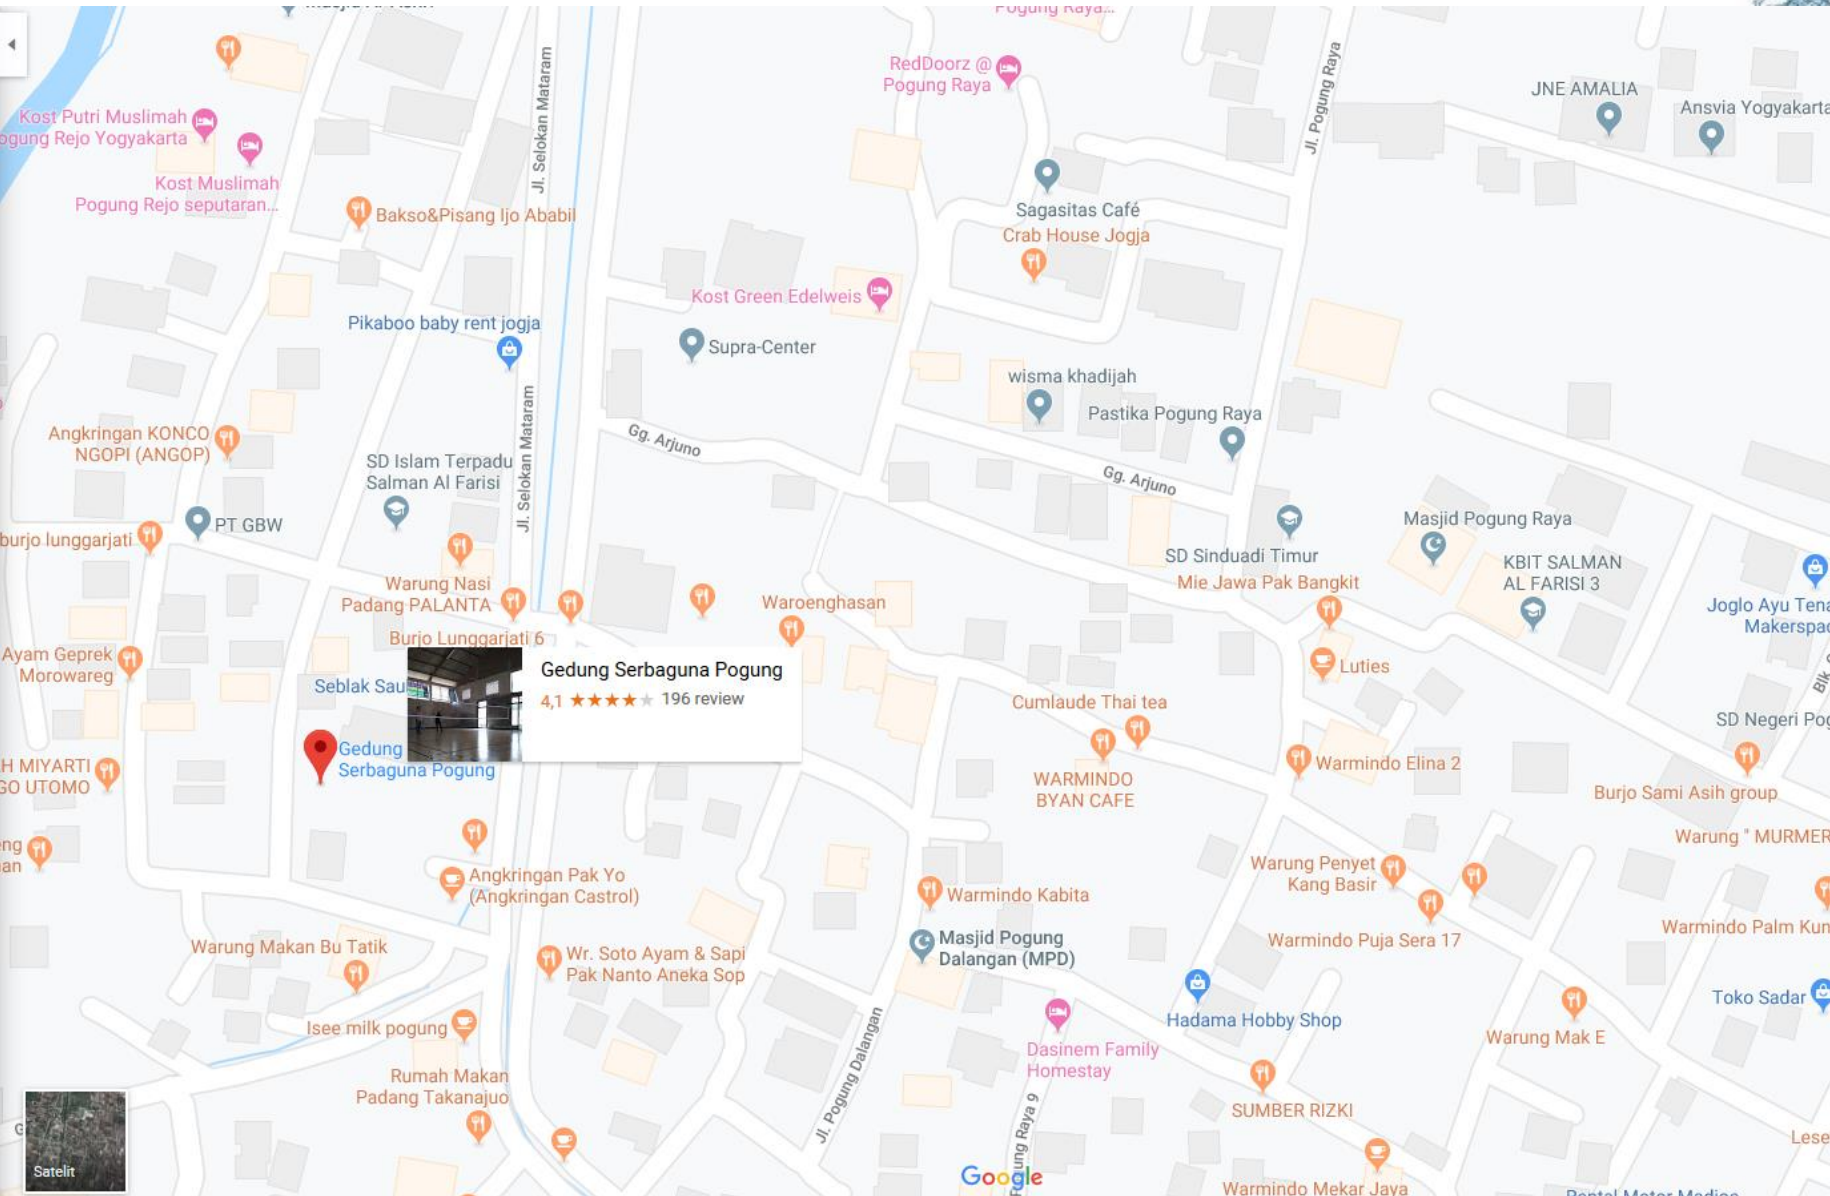 Pogung Raya...
RedDoorz @
Pogung Raya
Jl. Pogung Raya
JNE AMALIA
Ansvia Yogyakarta
Jl. Selokan Mataram
Kost Putri Muslimah
Pogung Rejo Yogyakarta
Kost Muslimah
Pogung Rejo seputaran...
Bakso&Pisang Ijo Ababil
Sagasitas Café
Crab House Jogja
Kost Green Edelweis
Pikaboo baby rent jogja
Supra-Center
wisma khadijah
Pastika Pogung Raya
Jl. Selokan Mataram
Gg. Arjuno
Angkringan KONCO
NGOPI (ANGOP)
SD Islam Terpadu
Salman Al Farisi
Gg. Arjuno
PT GBW
burjo lunggarjati
Masjid Pogung Raya
SD Sinduadi Timur
KBIT SALMAN
AL FARISI 3
Mie Jawa Pak Bangkit
Warung Nasi
Padang PALANTA
Waroenghasan
Joglo Ayu Tena
Makerspac
Burjo Lunggarjati 6
Ayam Geprek
Morowareg
Gedung Serbaguna Pogung
4,1 196 review
Seblak Sau
Luties
Blk
Cumlaude Thai tea
SD Negeri Pog
Gedung
Serbaguna Pogung
H MIYARTI
GO UTOMO
WARMINDO
BYAN CAFE
Warmindo Elina 2
Burjo Sami Asih group
Warung " MURMER
Angkringan Pak Yo
(Angkringan Castrol)
Warung Penyet
Kang Basir
Warmindo Kabita
Warmindo Palm Kun
Warmindo Puja Sera 17
Masjid Pogung
Dalangan (MPD)
Warung Makan Bu Tatik
Wr. Soto Ayam & Sapi
Pak Nanto Aneka Sop
Toko Sadar
Hadama Hobby Shop
Isee milk pogung
Warung Mak E
Dasinem Family
Homestay
Jl. Pogung Dalangan
Rumah Makan
Padang Takanajuo
SUMBER RIZKI
ung Raya 9
Lese
Satelit
Google
Warmindo Mekar Jaya